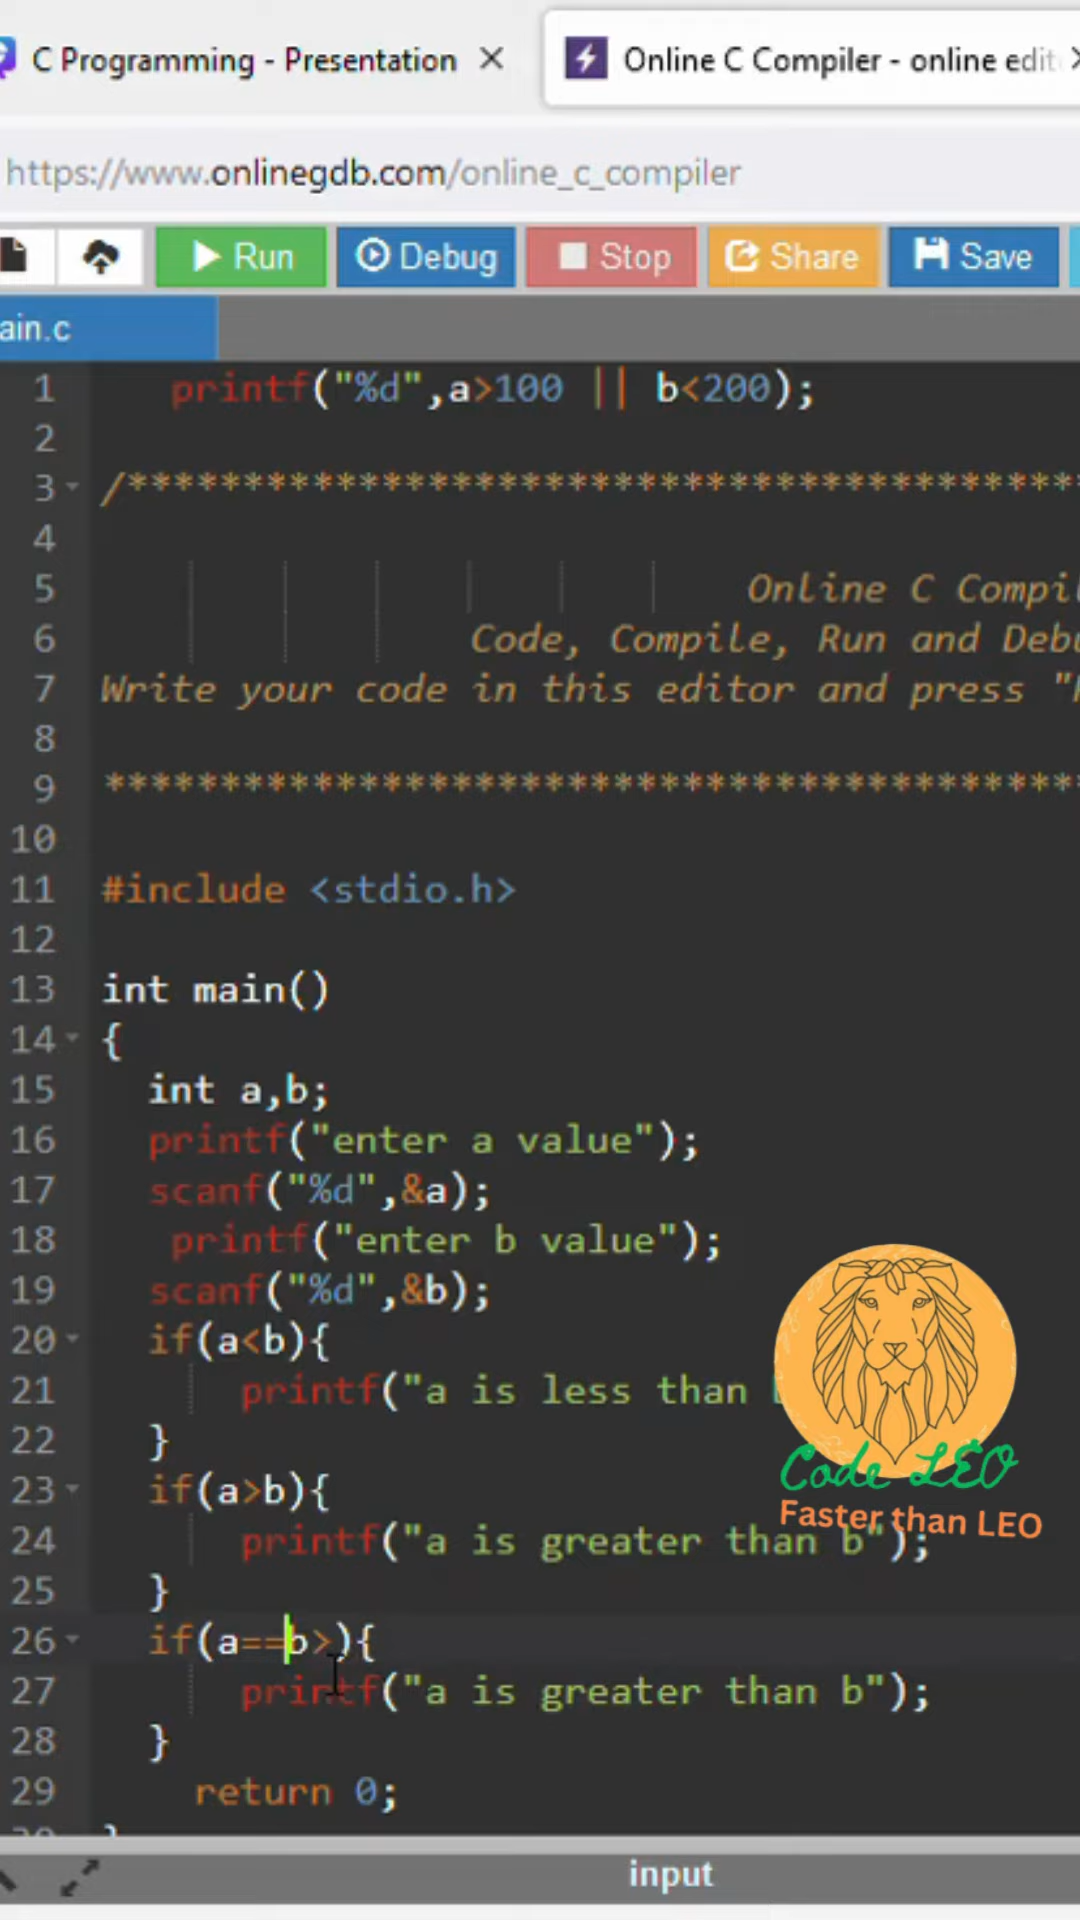 C Programming - Presentation
Online C Compiler - online edit
https://www.onlinegdb.com/online_c_compiler
Run Debug Stop Share Save
ain.c
1 printf("%d",a>100 || b<200);
2
3 /******************************************
4
5 Online C Compil
6 Code, Compile, Run and Debu
7 Write your code in this editor and press "
8
9 ******************************************
10
11 #include <stdio.h>
12
13 int main()
14 {
15 int a,b;
16 printf("enter a value");
17 scanf("%d",&a);
18 printf("enter b value");
19 scanf("%d",&b);
20 if(a<b){
21 printf("a is less than
22 }
23 if(a>b){
24 printf("a is greater than b");
25 }
26 if(a==b>){
27 printf("a is greater than b");
28 }
29 return 0;
30 }
Code LEO
Faster than LEO
input